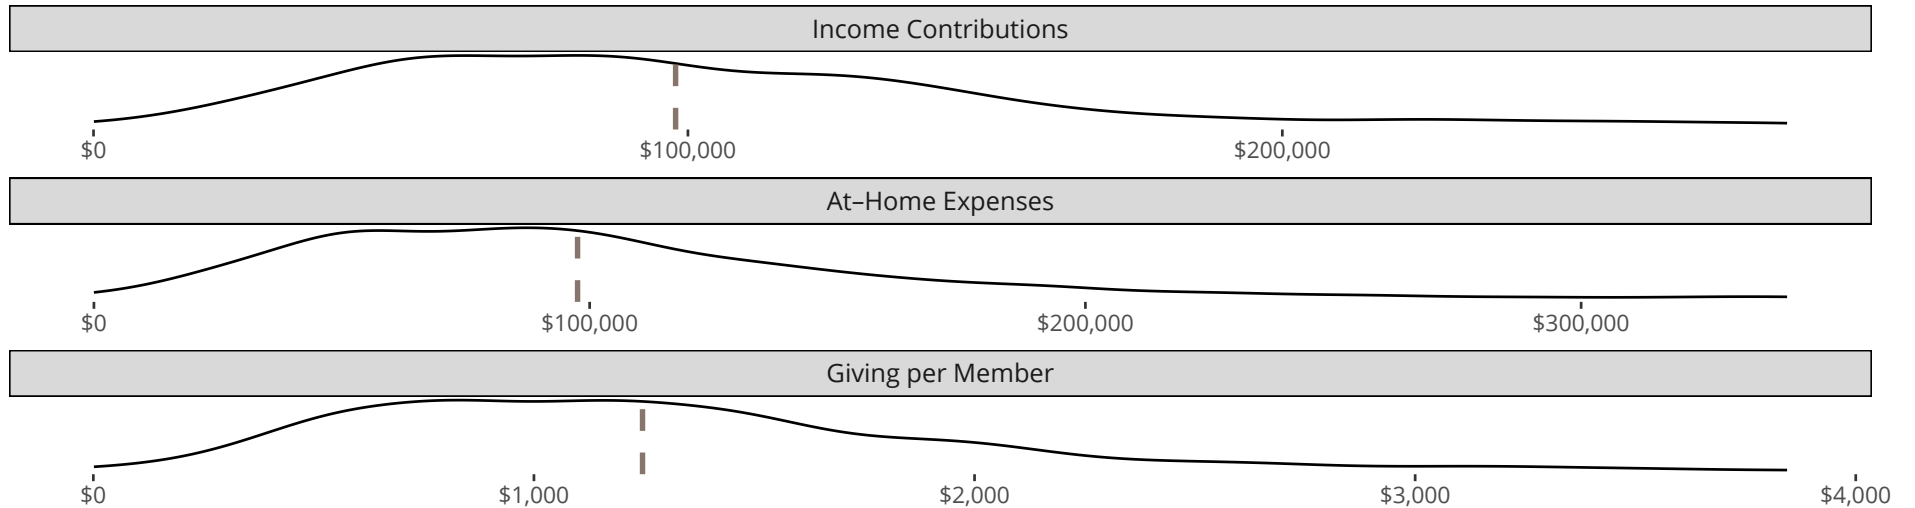 Income Contributions
$0 $100,000 $200,000
At–Home Expenses
$0 $100,000 $200,000 $300,000
Giving per Member
$0 $1,000 $2,000 $3,000 $4,000